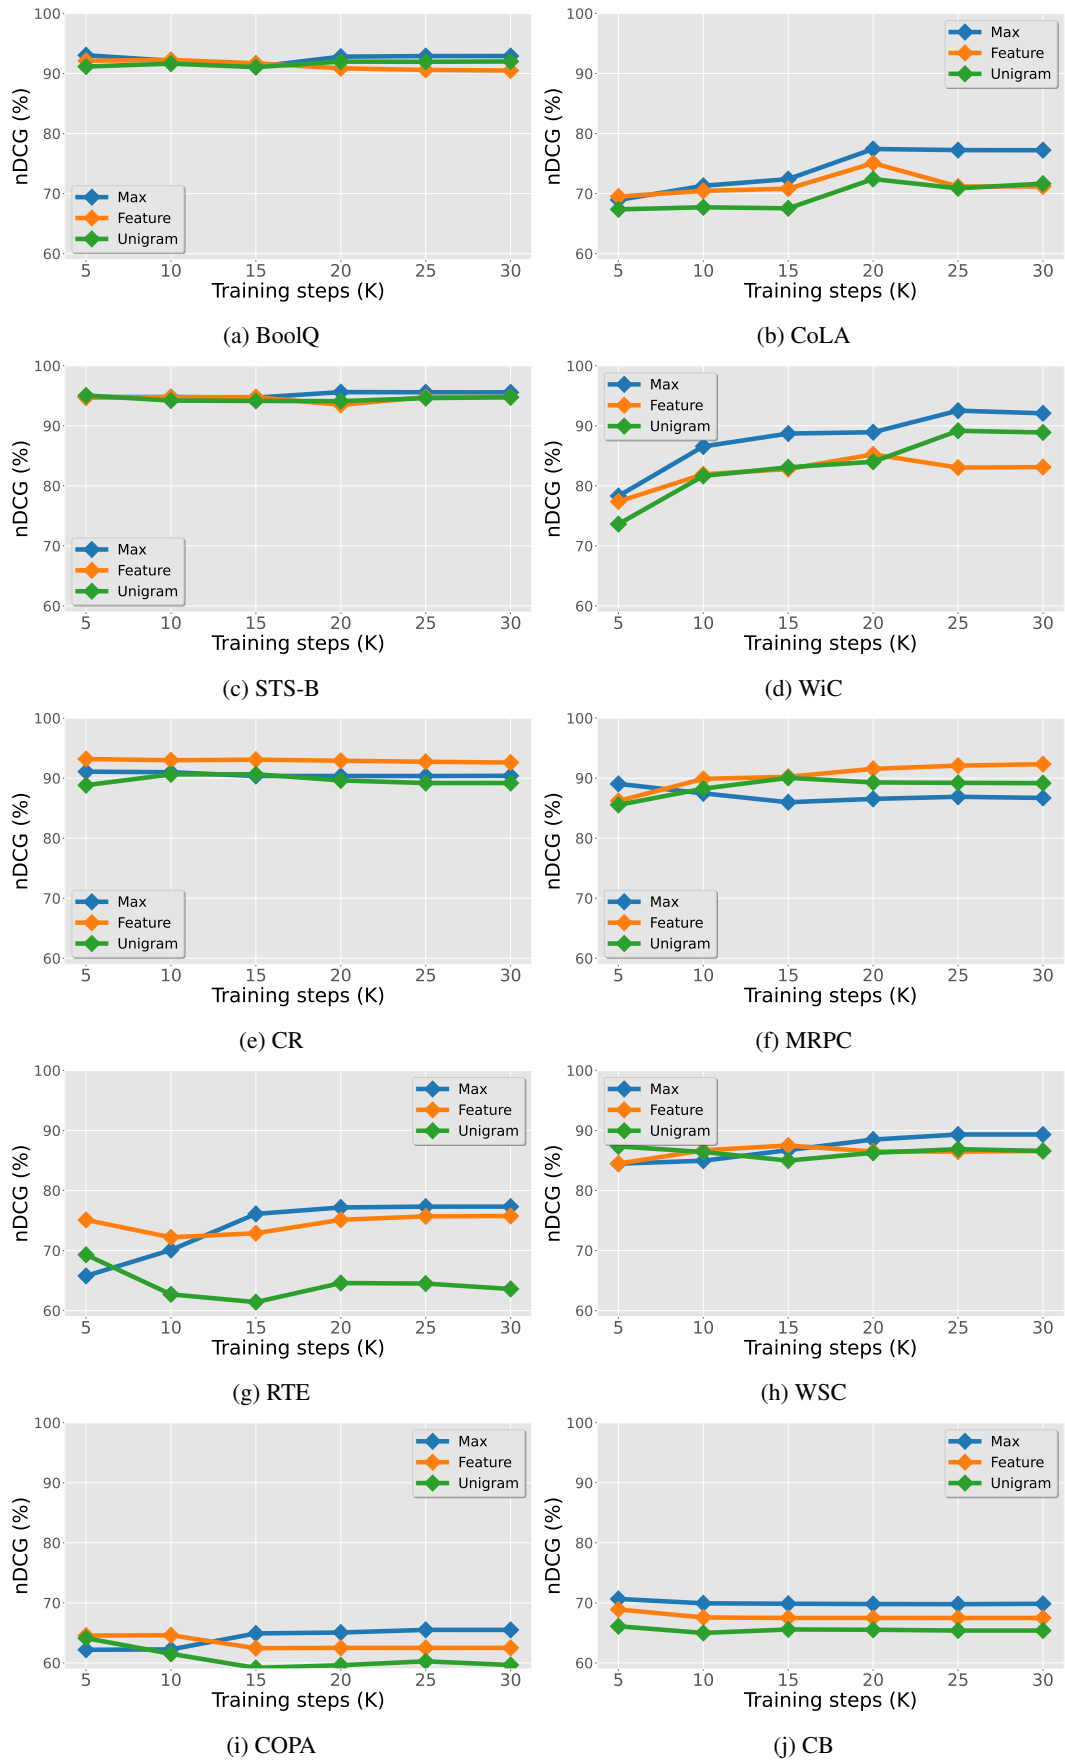 100
90
80
70
60
nDCG (%)
Max
Feature
Unigram
5 10 15 20 25 30
Training steps (K)
(a) BoolQ
100
90
80
70
60
nDCG (%)
Max
Feature
Unigram
5 10 15 20 25 30
Training steps (K)
(b) CoLA
100
90
80
70
60
nDCG (%)
Max
Feature
Unigram
5 10 15 20 25 30
Training steps (K)
(c) STS-B
100
90
80
70
60
nDCG (%)
Max
Feature
Unigram
5 10 15 20 25 30
Training steps (K)
(d) WiC
100
90
80
70
60
nDCG (%)
Max
Feature
Unigram
5 10 15 20 25 30
Training steps (K)
(e) CR
100
90
80
70
60
nDCG (%)
Max
Feature
Unigram
5 10 15 20 25 30
Training steps (K)
(f) MRPC
100
90
80
70
60
nDCG (%)
Max
Feature
Unigram
5 10 15 20 25 30
Training steps (K)
(g) RTE
100
90
80
70
60
nDCG (%)
Max
Feature
Unigram
5 10 15 20 25 30
Training steps (K)
(h) WSC
100
90
80
70
60
nDCG (%)
Max
Feature
Unigram
5 10 15 20 25 30
Training steps (K)
(i) COPA
100
90
80
70
60
nDCG (%)
Max
Feature
Unigram
5 10 15 20 25 30
Training steps (K)
(j) CB